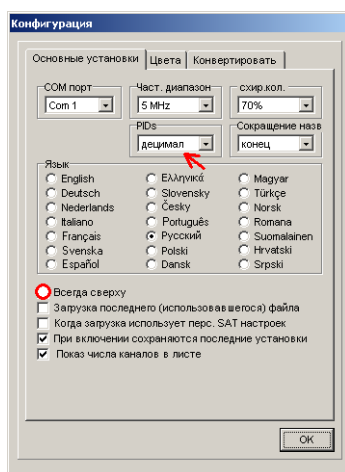 Конфигурация
Основные установки Цвета Конвертировать
COM порт Част. диапазон схир.кол.
Com 1 5 MHz 70%
PIDs Сокращение назв
децимал конец
Язык
English Ελληνικά Magyar
Deutsch Slovensky Türkçe
Nederlands Česky Norsk
Italiano Português Romana
Français Русский Suomalainen
Svenska Polski Hrvatski
Español Dansk Srpski
Всегда сверху
Загрузка последнего (использовавшегося) файла
Когда загрузка использует перс. SAT настроек
При включении сохраняются последние установки
Показ числа каналов в листе
OK